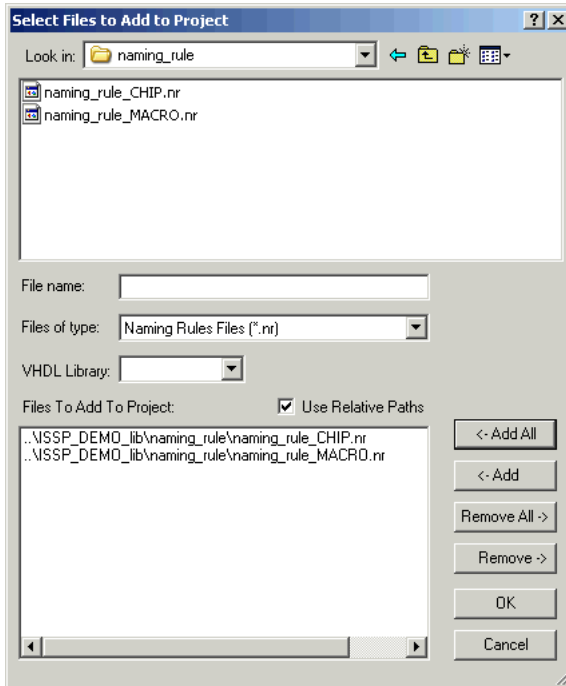 Select Files to Add to Project
Look in: naming_rule
naming_rule_CHIP.nr
naming_rule_MACRO.nr
File name:
Files of type: Naming Rules Files (*.nr)
VHDL Library:
Files To Add To Project: Use Relative Paths
..\ISSP_DEMO_lib\naming_rule\naming_rule_CHIP.nr
..\ISSP_DEMO_lib\naming_rule\naming_rule_MACRO.nr
<- Add All
<- Add
Remove All ->
Remove ->
OK
Cancel